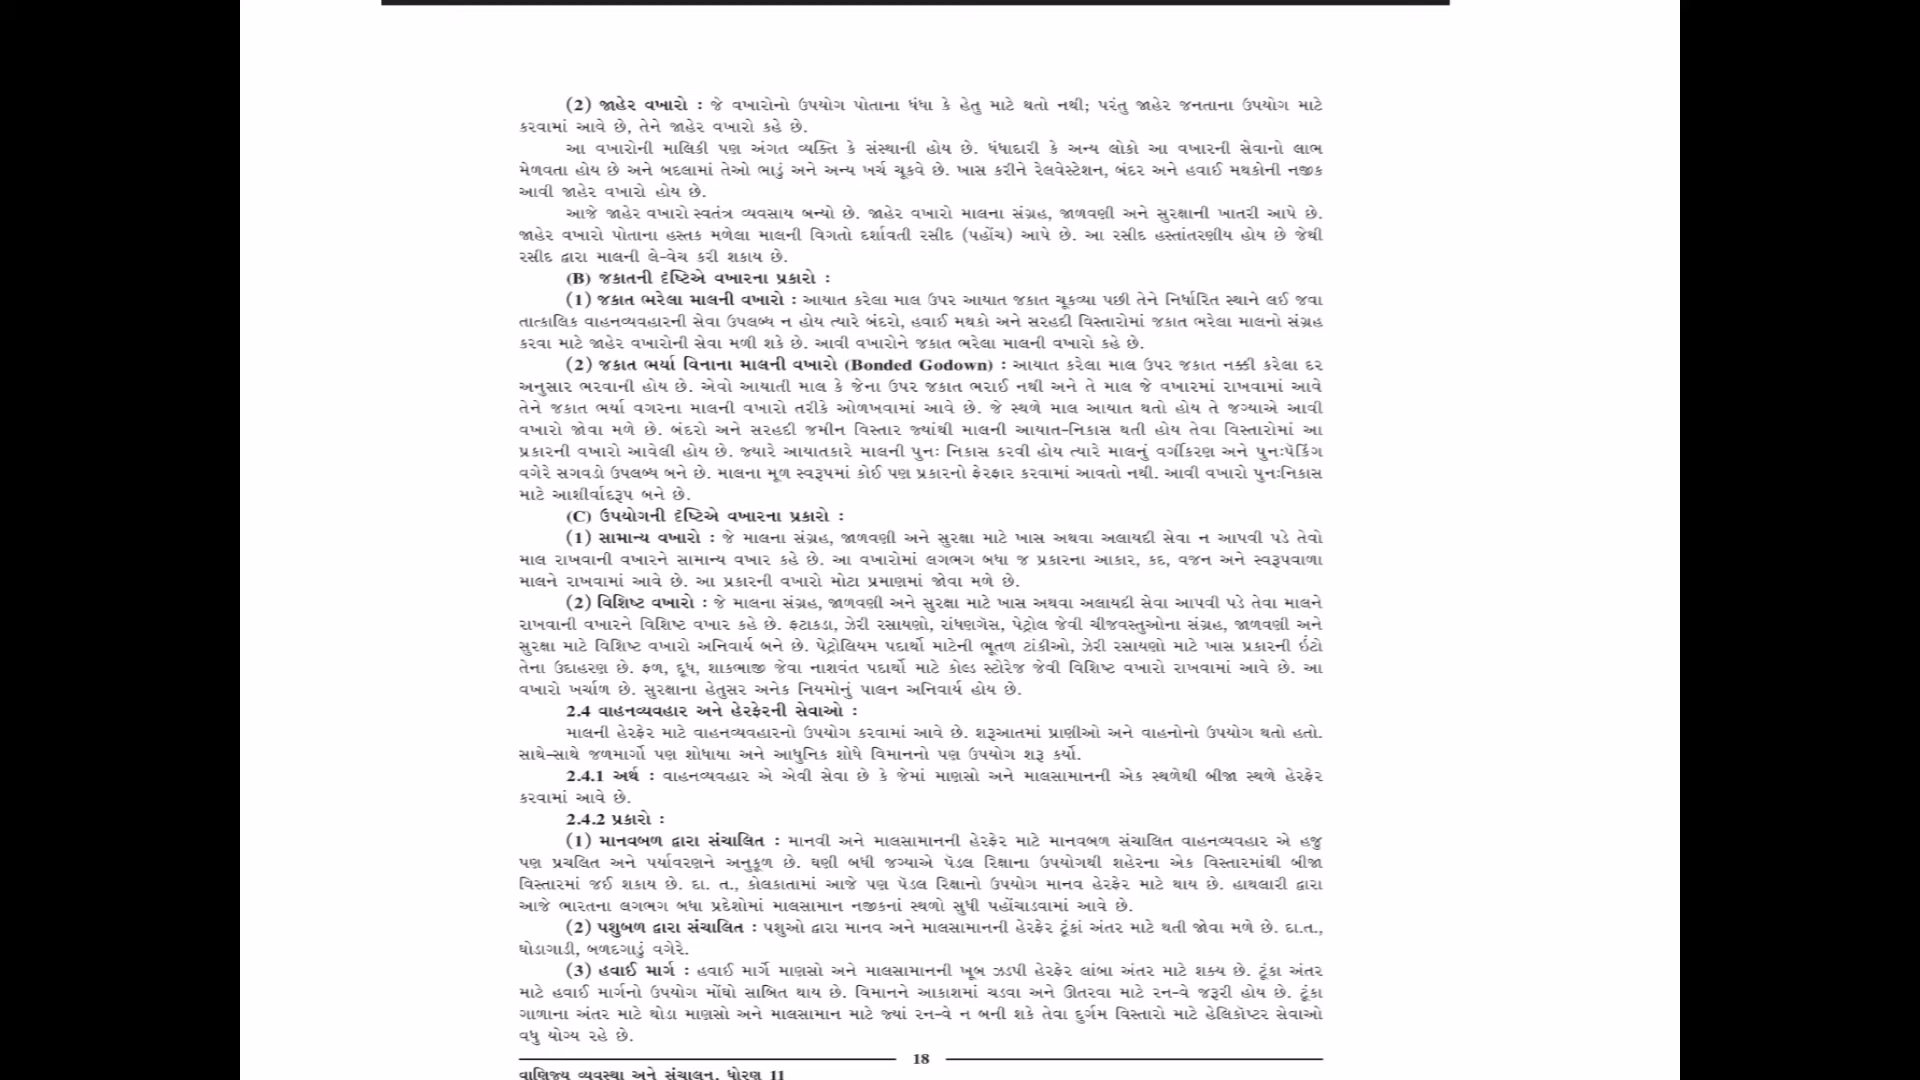 (2) જાહેર વખારો : જે વખારોનો ઉપયોગ પોતાના ધંધા કે હેતુ માટે થતો નથી; પરંતુ જાહેર જનતાના ઉપયોગ માટે
કરવામાં આવે છે, તેને જાહેર વખારો કહે છે.
આ વખારોની માલિકી પણ અંગત વ્યક્તિ કે સંસ્થાની હોય છે. ધંધાદારી કે અન્ય લોકો આ વખારની સેવાનો લાભ
મેળવતા હોય છે અને બદલામાં તેઓ ભાડું અને અન્ય ખર્ચ ચૂકવે છે. ખાસ કરીને રેલવેસ્ટેશન, બંદર અને હવાઈ મથકોની નજીક
આવી જાહેર વખારો હોય છે.
આજે જાહેર વખારો સ્વતંત્ર વ્યવસાય બન્યો છે. જાહેર વખારો માલના સંગ્રહ, જાળવણી અને સુરક્ષાની ખાતરી આપે છે.
જાહેર વખારો પોતાના હસ્તક મળેલા માલની વિગતો દર્શાવતી રસીદ (પહોંચ) આપે છે. આ રસીદ હસ્તાંતરણીય હોય છે જેથી
રસીદ દ્વારા માલની લે-વેચ કરી શકાય છે.
(B) જકાતની દૃષ્ટિએ વખારના પ્રકારો :
(1) જકાત ભરેલા માલની વખારો : આયાત કરેલા માલ ઉપર આયાત જકાત ચૂકવ્યા પછી તેને નિર્ધારિત સ્થાને લઈ જવા
તાત્કાલિક વાહનવ્યવહારની સેવા ઉપલબ્ધ ન હોય ત્યારે બંદરો, હવાઈ મથકો અને સરહદી વિસ્તારોમાં જકાત ભરેલા માલનો સંગ્રહ
કરવા માટે જાહેર વખારોની સેવા મળી શકે છે. આવી વખારોને જકાત ભરેલા માલની વખારો કહે છે.
(2) જકાત ભર્યા વિનાના માલની વખારો (Bonded Godown) : આયાત કરેલા માલ ઉપર જકાત નક્કી કરેલા દર
અનુસાર ભરવાની હોય છે. એવો આયાતી માલ કે જેના ઉપર જકાત ભરાઈ નથી અને તે માલ જે વખારમાં રાખવામાં આવે
તેને જકાત ભર્યા વગરના માલની વખારો તરીકે ઓળખવામાં આવે છે. જે સ્થળે માલ આયાત થતો હોય તે જગ્યાએ આવી
વખારો જોવા મળે છે. બંદરો અને સરહદી જમીન વિસ્તાર જ્યાંથી માલની આયાત-નિકાસ થતી હોય તેવા વિસ્તારોમાં આ
પ્રકારની વખારો આવેલી હોય છે. જ્યારે આયાતકારે માલની પુનઃ નિકાસ કરવી હોય ત્યારે માલનું વર્ગીકરણ અને પુનઃપૅકિંગ
વગેરે સગવડો ઉપલબ્ધ બને છે. માલના મૂળ સ્વરૂપમાં કોઈ પણ પ્રકારનો ફેરફાર કરવામાં આવતો નથી. આવી વખારો પુનઃનિકાસ
માટે આશીર્વાદરૂપ બને છે.
(C) ઉપયોગની દૃષ્ટિએ વખારના પ્રકારો :
(1) સામાન્ય વખારો : જે માલના સંગ્રહ, જાળવણી અને સુરક્ષા માટે ખાસ અથવા અલાયદી સેવા ન આપવી પડે તેવો
માલ રાખવાની વખારને સામાન્ય વખાર કહે છે. આ વખારોમાં લગભગ બધા જ પ્રકારના આકાર, કદ, વજન અને સ્વરૂપવાળા
માલને રાખવામાં આવે છે. આ પ્રકારની વખારો મોટા પ્રમાણમાં જોવા મળે છે.
(2) વિશિષ્ટ વખારો : જે માલના સંગ્રહ, જાળવણી અને સુરક્ષા માટે ખાસ અથવા અલાયદી સેવા આપવી પડે તેવા માલને
રાખવાની વખારને વિશિષ્ટ વખાર કહે છે. ફટાકડા, ઝેરી રસાયણો, રાંધણગૅસ, પેટ્રોલ જેવી ચીજવસ્તુઓના સંગ્રહ, જાળવણી અને
સુરક્ષા માટે વિશિષ્ટ વખારો અનિવાર્ય બને છે. પેટ્રોલિયમ પદાર્થો માટેની ભૂતળ ટાંકીઓ, ઝેરી રસાયણો માટે ખાસ પ્રકારની ઈંટો
તેના ઉદાહરણ છે. ફળ, દૂધ, શાકભાજી જેવા નાશવંત પદાર્થો માટે કોલ્ડ સ્ટોરેજ જેવી વિશિષ્ટ વખારો રાખવામાં આવે છે. આ
વખારો ખર્ચાળ છે. સુરક્ષાના હેતુસર અનેક નિયમોનું પાલન અનિવાર્ય હોય છે.
2.4 વાહનવ્યવહાર અને હેરફેરની સેવાઓ :
માલની હેરફેર માટે વાહનવ્યવહારનો ઉપયોગ કરવામાં આવે છે. શરૂઆતમાં પ્રાણીઓ અને વાહનોનો ઉપયોગ થતો હતો.
સાથે-સાથે જળમાર્ગો પણ શોધાયા અને આધુનિક શોધે વિમાનનો પણ ઉપયોગ શરૂ કર્યો.
2.4.1 અર્થ : વાહનવ્યવહાર એ એવી સેવા છે કે જેમાં માણસો અને માલસામાનની એક સ્થળેથી બીજા સ્થળે હેરફેર
કરવામાં આવે છે.
2.4.2 પ્રકારો :
(1) માનવબળ દ્વારા સંચાલિત : માનવી અને માલસામાનની હેરફેર માટે માનવબળ સંચાલિત વાહનવ્યવહાર એ હજુ
પણ પ્રચલિત અને પર્યાવરણને અનુકૂળ છે. ઘણી બધી જગ્યાએ પૅડલ રિક્ષાના ઉપયોગથી શહેરના એક વિસ્તારમાંથી બીજા
વિસ્તારમાં જઈ શકાય છે. દા. ત., કોલકાતામાં આજે પણ પૅડલ રિક્ષાનો ઉપયોગ માનવ હેરફેર માટે થાય છે. હાથલારી દ્વારા
આજે ભારતના લગભગ બધા પ્રદેશોમાં માલસામાન નજીકનાં સ્થળો સુધી પહોંચાડવામાં આવે છે.
(2) પશુબળ દ્વારા સંચાલિત : પશુઓ દ્વારા માનવ અને માલસામાનની હેરફેર ટૂંકાં અંતર માટે થતી જોવા મળે છે. દા.ત.,
ઘોડાગાડી, બળદગાડું વગેરે.
(3) હવાઈ માર્ગ : હવાઈ માર્ગે માણસો અને માલસામાનની ખૂબ ઝડપી હેરફેર લાંબા અંતર માટે શક્ય છે. ટૂંકા અંતર
માટે હવાઈ માર્ગનો ઉપયોગ મોંઘો સાબિત થાય છે. વિમાનને આકાશમાં ચડવા અને ઊતરવા માટે રન-વે જરૂરી હોય છે. ટૂંકા
ગાળાના અંતર માટે થોડા માણસો અને માલસામાન માટે જ્યાં રન-વે ન બની શકે તેવા દુર્ગમ વિસ્તારો માટે હેલિકૉપ્ટર સેવાઓ
વધુ યોગ્ય રહે છે.
18
વાણિજ્ય વ્યવસ્થા અને સંચાલન, ધોરણ 11